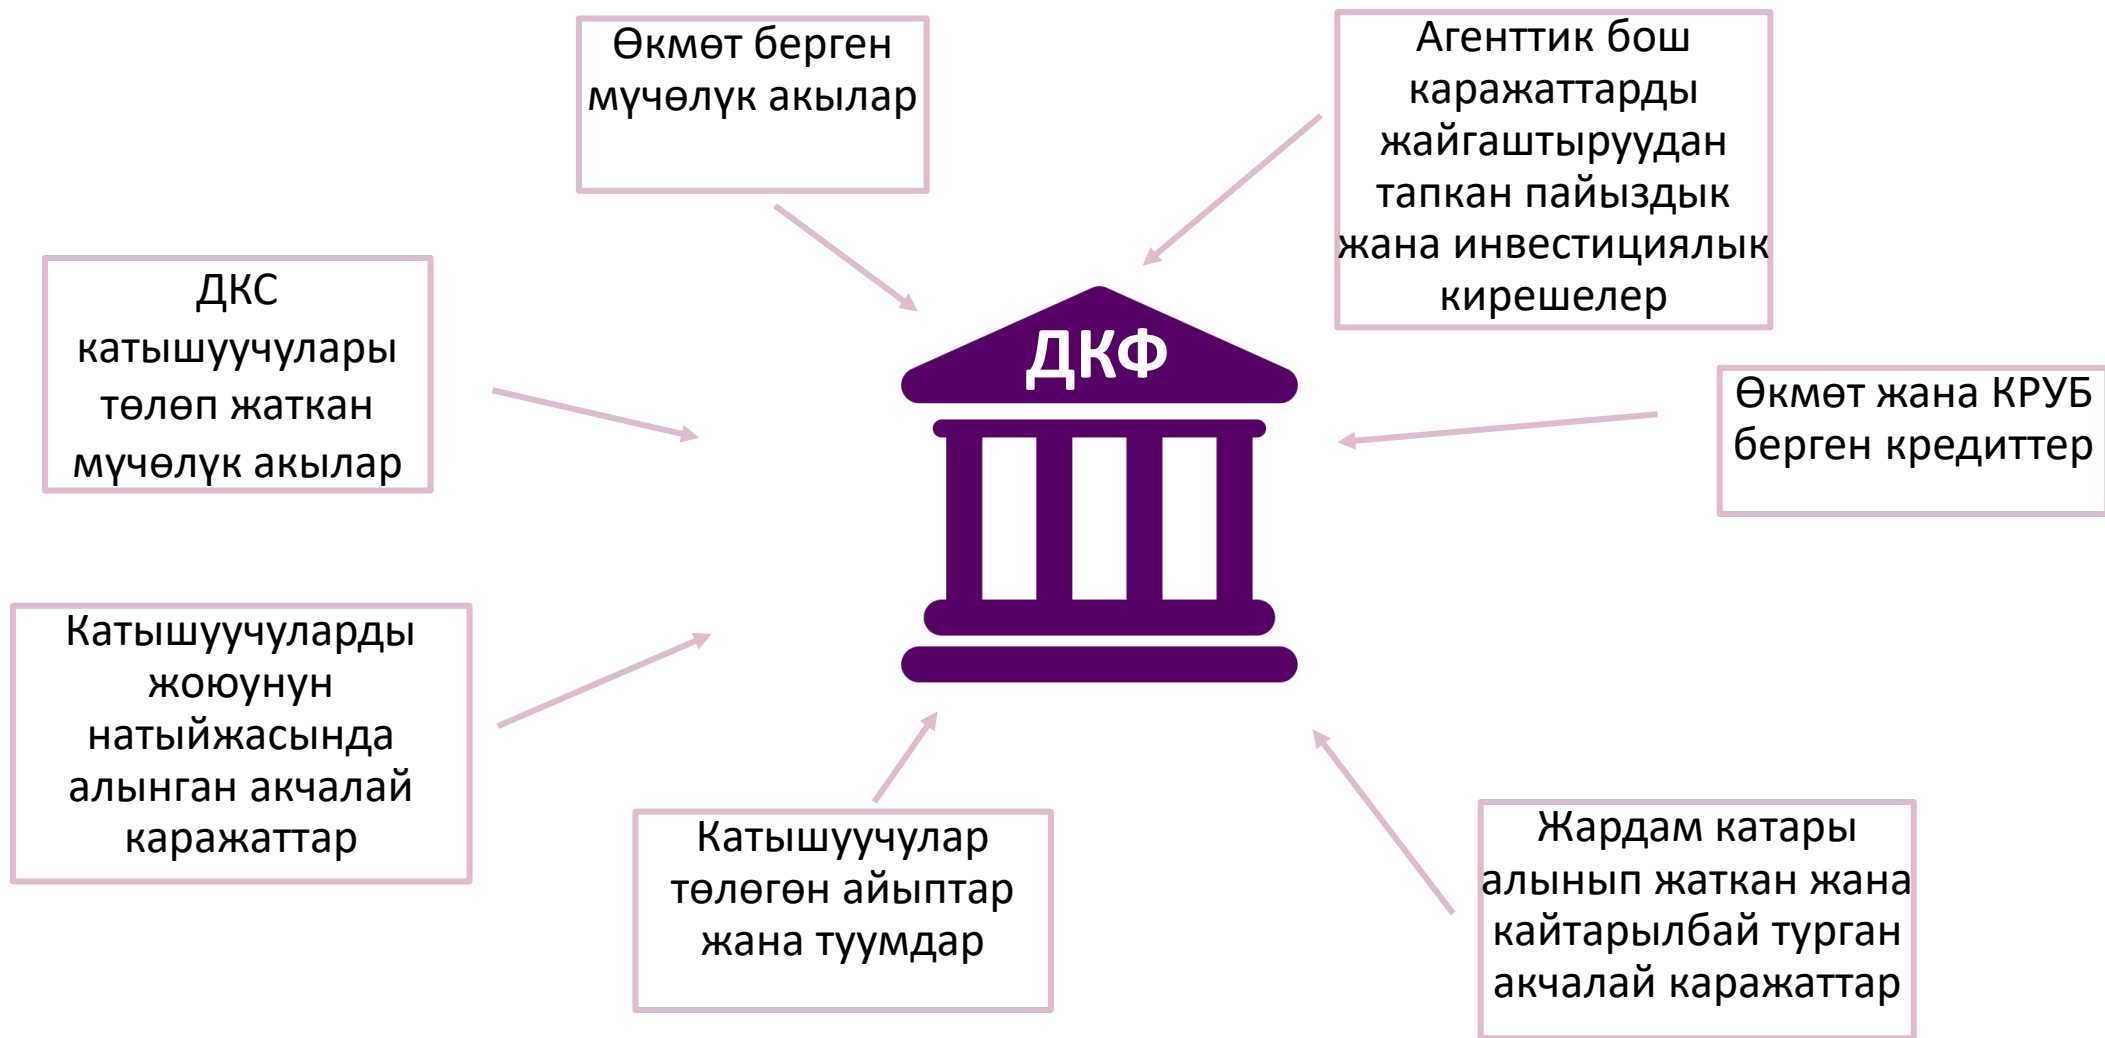 Өкмөт берген
мүчөлүк акылар
Агенттик бош
каражаттарды
жайгаштыруудан
тапкан пайыздык
жана инвестициялык
кирешелер
ДКС
катышуучулары
төлөп жаткан
мүчөлүк акылар
ДКФ
Өкмөт жана КРУБ
берген кредиттер
Катышуучуларды
жоюунун
натыйжасында
алынган акчалай
каражаттар
Катышуучулар
төлөгөн айыптар
жана туумдар
Жардам катары
алынып жаткан жана
кайтарылбай турган
акчалай каражаттар